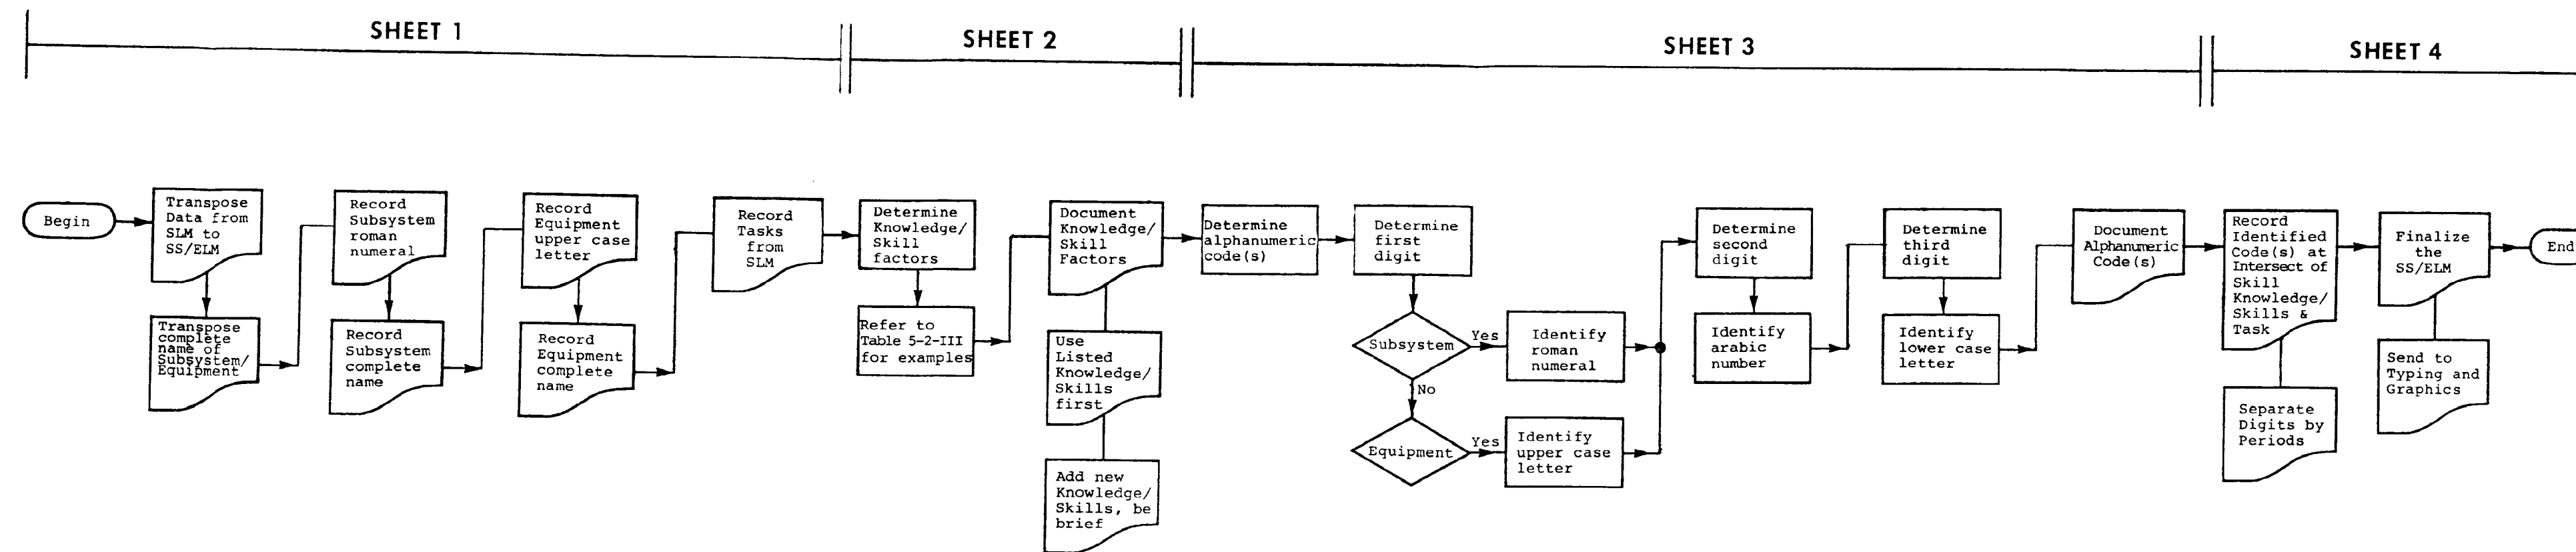 SHEET 1
SHEET 2
SHEET 3
SHEET 4
Begin
Transpose
Data from
SLM to
SS/ELM
Transpose
complete
name of
Subsystem/
Equipment
Record
Subsystem
roman
numeral
Record
Subsystem
complete
name
Record
Equipment
upper case
letter
Record
Equipment
complete
name
Record
Tasks
from
SLM
Determine
Knowledge/
Skill
factors
Refer to
Table 5-2-III
for examples
Document
Knowledge/
Skill
Factors
Use
Listed
Knowledge/
Skills
first
Add new
Knowledge/
Skills, be
brief
Determine
alphanumeric
code(s)
Determine
first
digit
Subsystem
Yes
Identify
roman
numeral
No
Equipment
Yes
Identify
upper case
letter
Determine
second
digit
Identify
arabic
number
Determine
third
digit
Identify
lower case
letter
Document
Alphanumeric
Code(s)
Record
Identified
Code(s) at
Intersect of
Skill
Knowledge/
Skills &
Task
Separate
Digits by
Periods
Finalize
the
SS/ELM
Send to
Typing and
Graphics
End